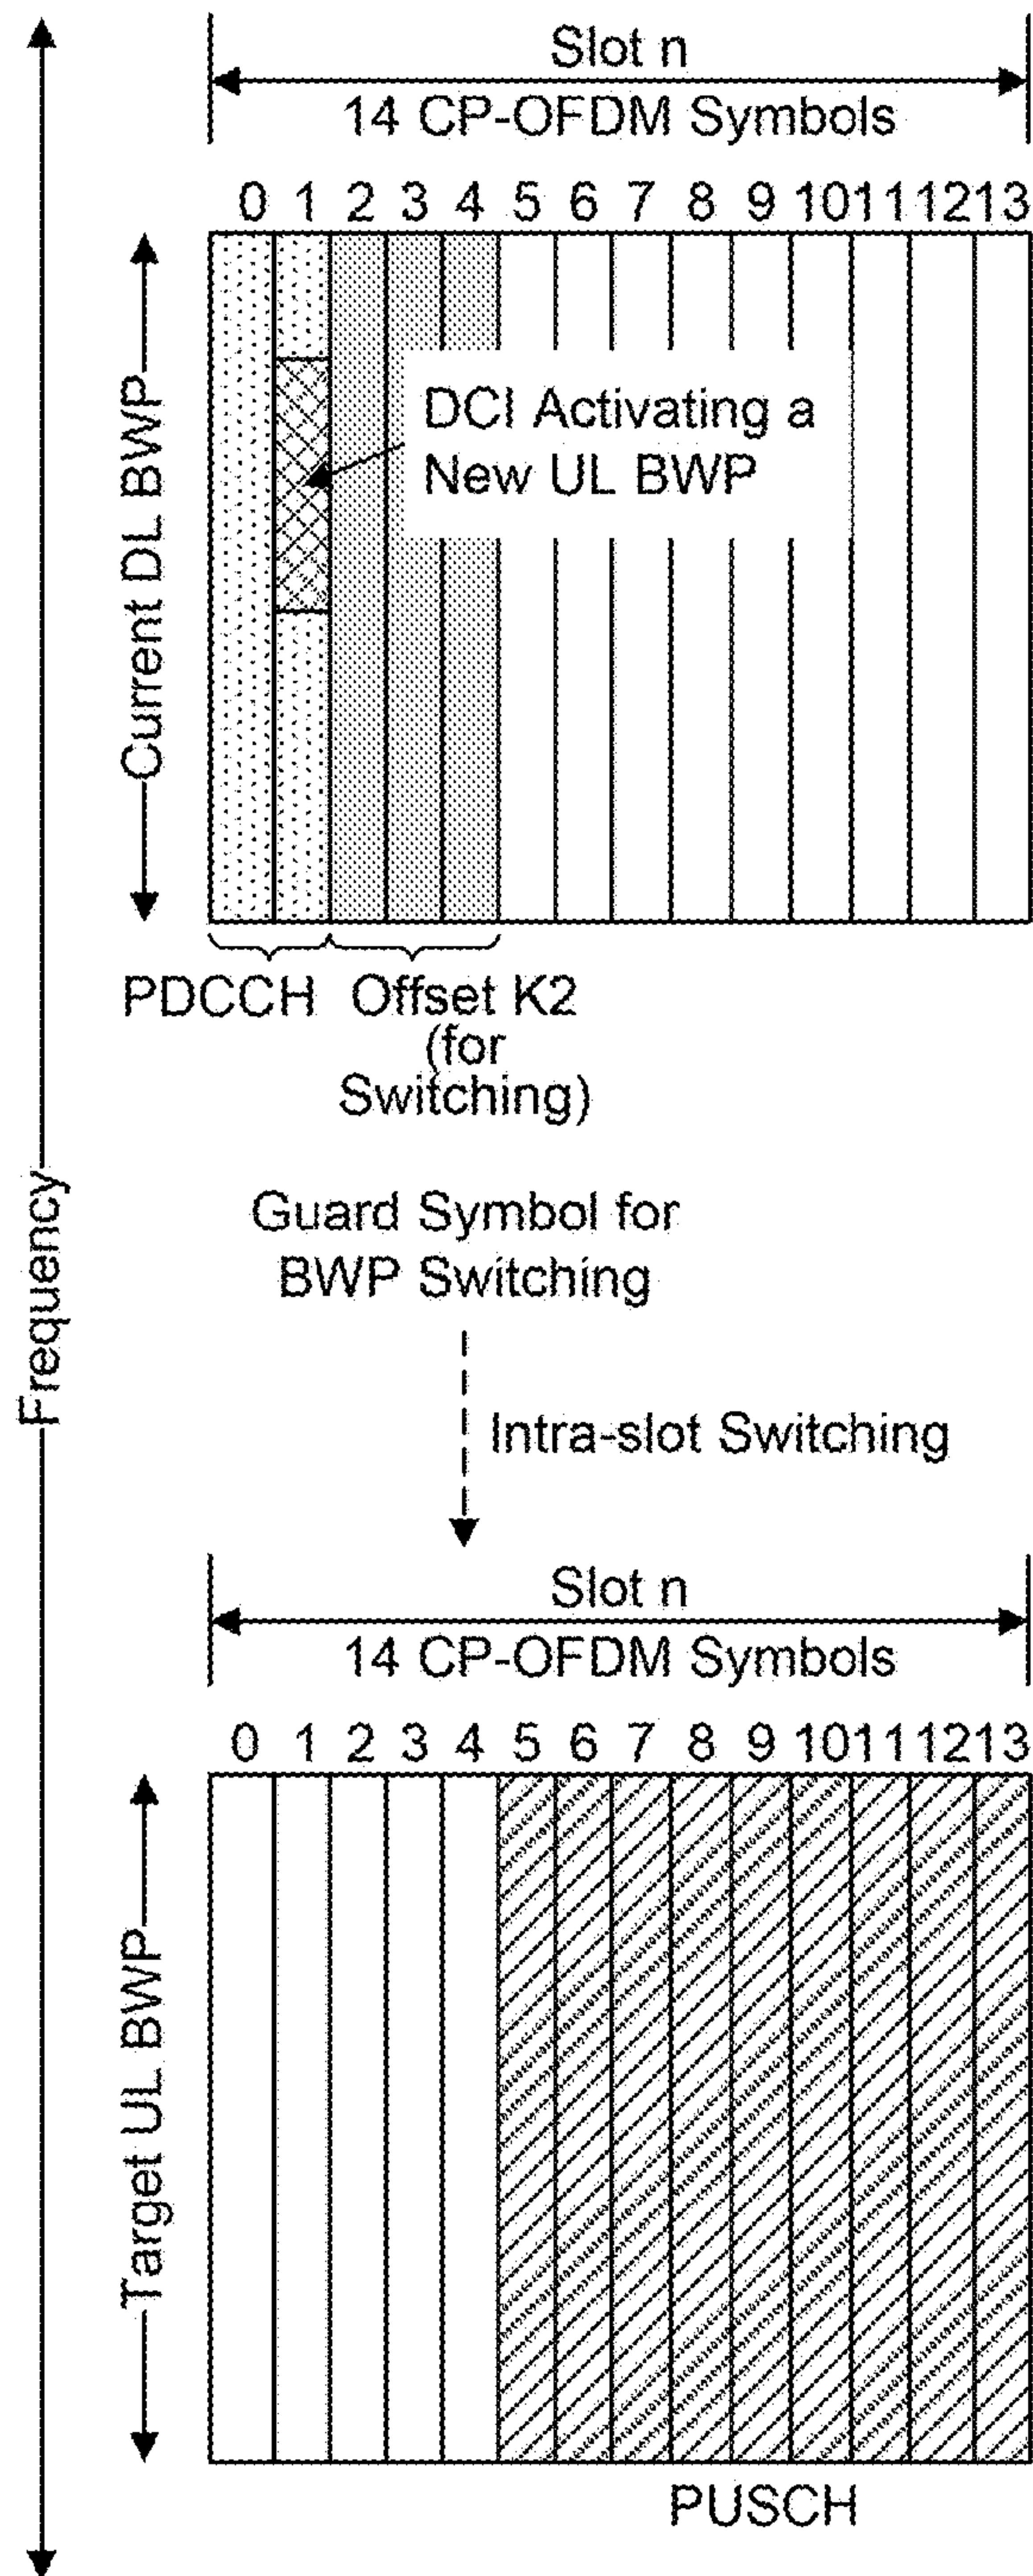 Slot n
14 CP-OFDM Symbols
0 1 2 3 4 5 6 7 8 9 10 11 12 13
Current DL BWP
DCI Activating a
New UL BWP
PDCCH Offset K2
(for
Switching)
Frequency
Guard Symbol for
BWP Switching
Intra-slot Switching
Slot n
14 CP-OFDM Symbols
0 1 2 3 4 5 6 7 8 9 10 11 12 13
Target UL BWP
PUSCH